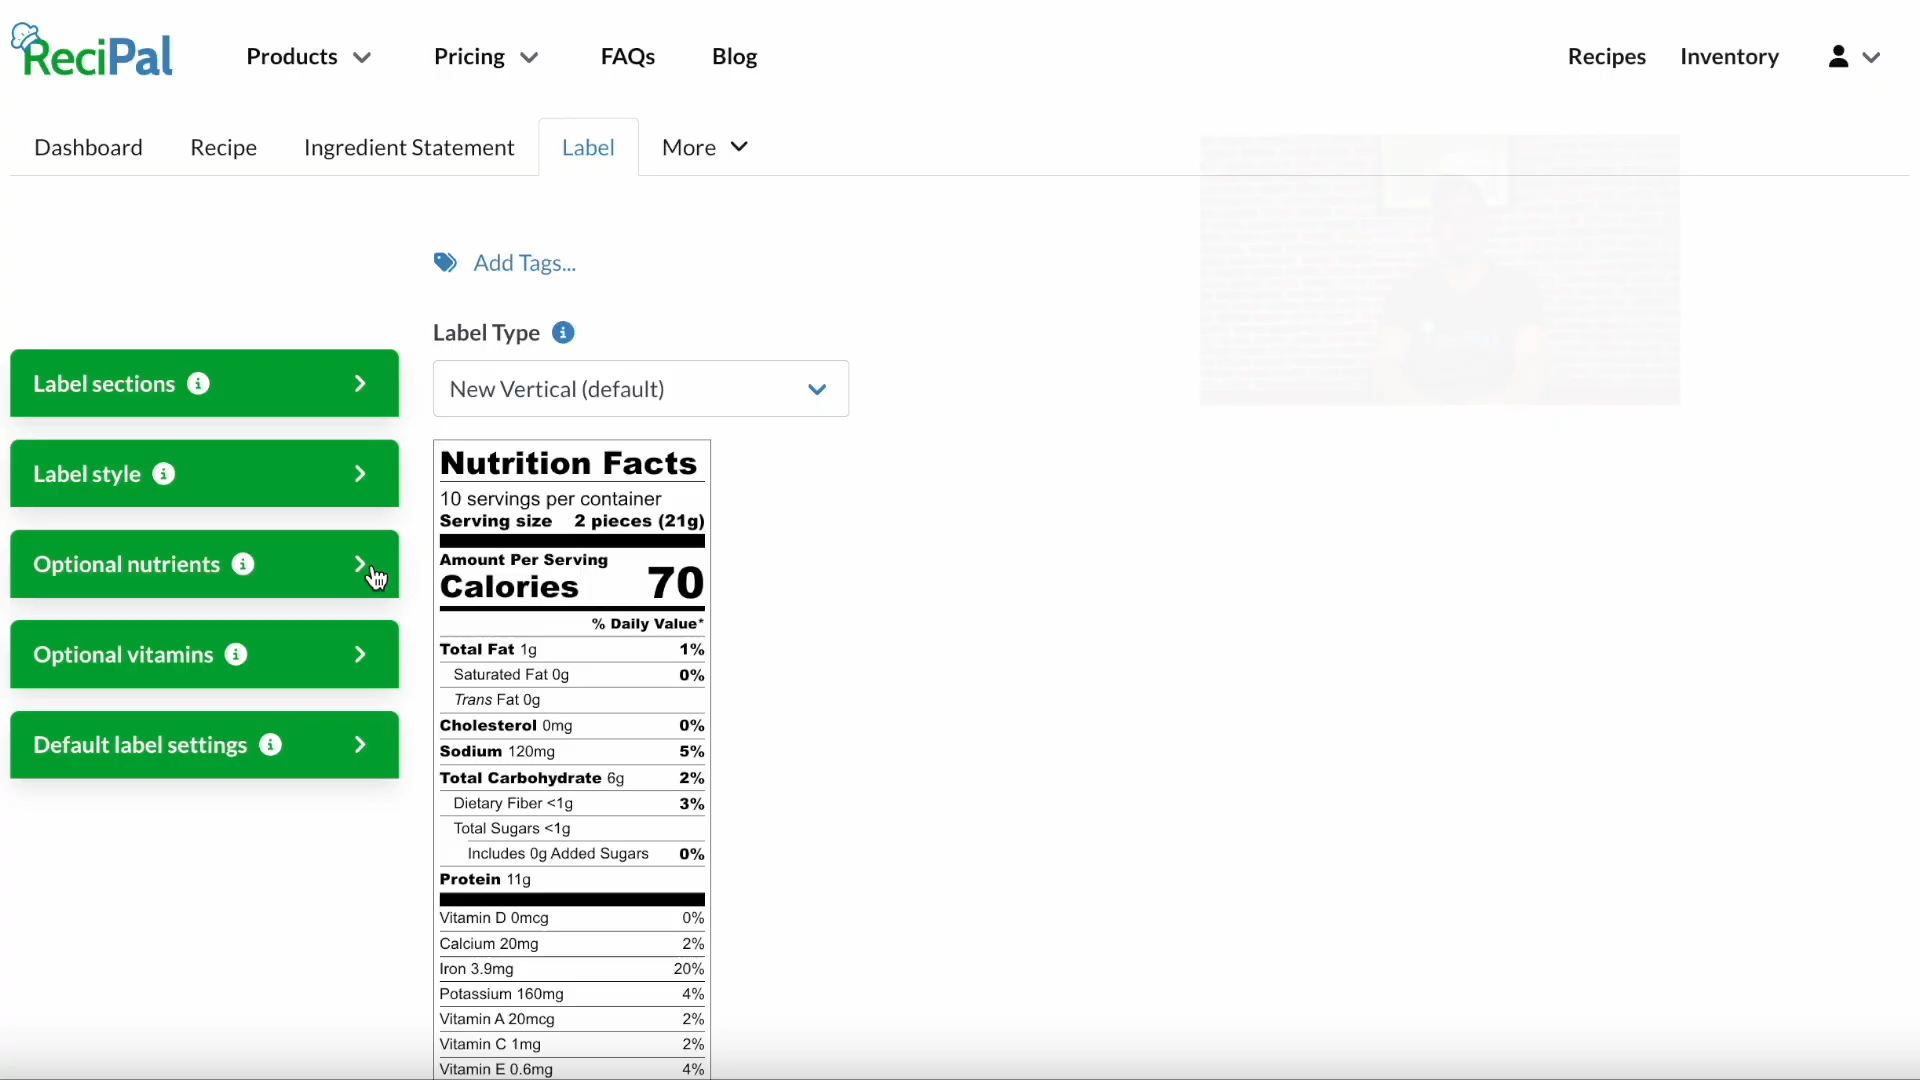 ReciPal
Products
Pricing
FAQs
Blog
Recipes
Inventory
Dashboard
Recipe
Ingredient Statement
Label
More
Add Tags...
Label Type
New Vertical (default)
Label sections
Label style
Optional nutrients
Optional vitamins
Default label settings
Nutrition Facts
10 servings per container
Serving size 2 pieces (21g)
Amount Per Serving
Calories 70
% Daily Value*
Total Fat 1g 1%
Saturated Fat 0g 0%
Trans Fat 0g
Cholesterol 0mg 0%
Sodium 120mg 5%
Total Carbohydrate 6g 2%
Dietary Fiber <1g 3%
Total Sugars <1g
Includes 0g Added Sugars 0%
Protein 11g
Vitamin D 0mcg 0%
Calcium 20mg 2%
Iron 3.9mg 20%
Potassium 160mg 4%
Vitamin A 20mcg 2%
Vitamin C 1mg 2%
Vitamin E 0.6mg 4%